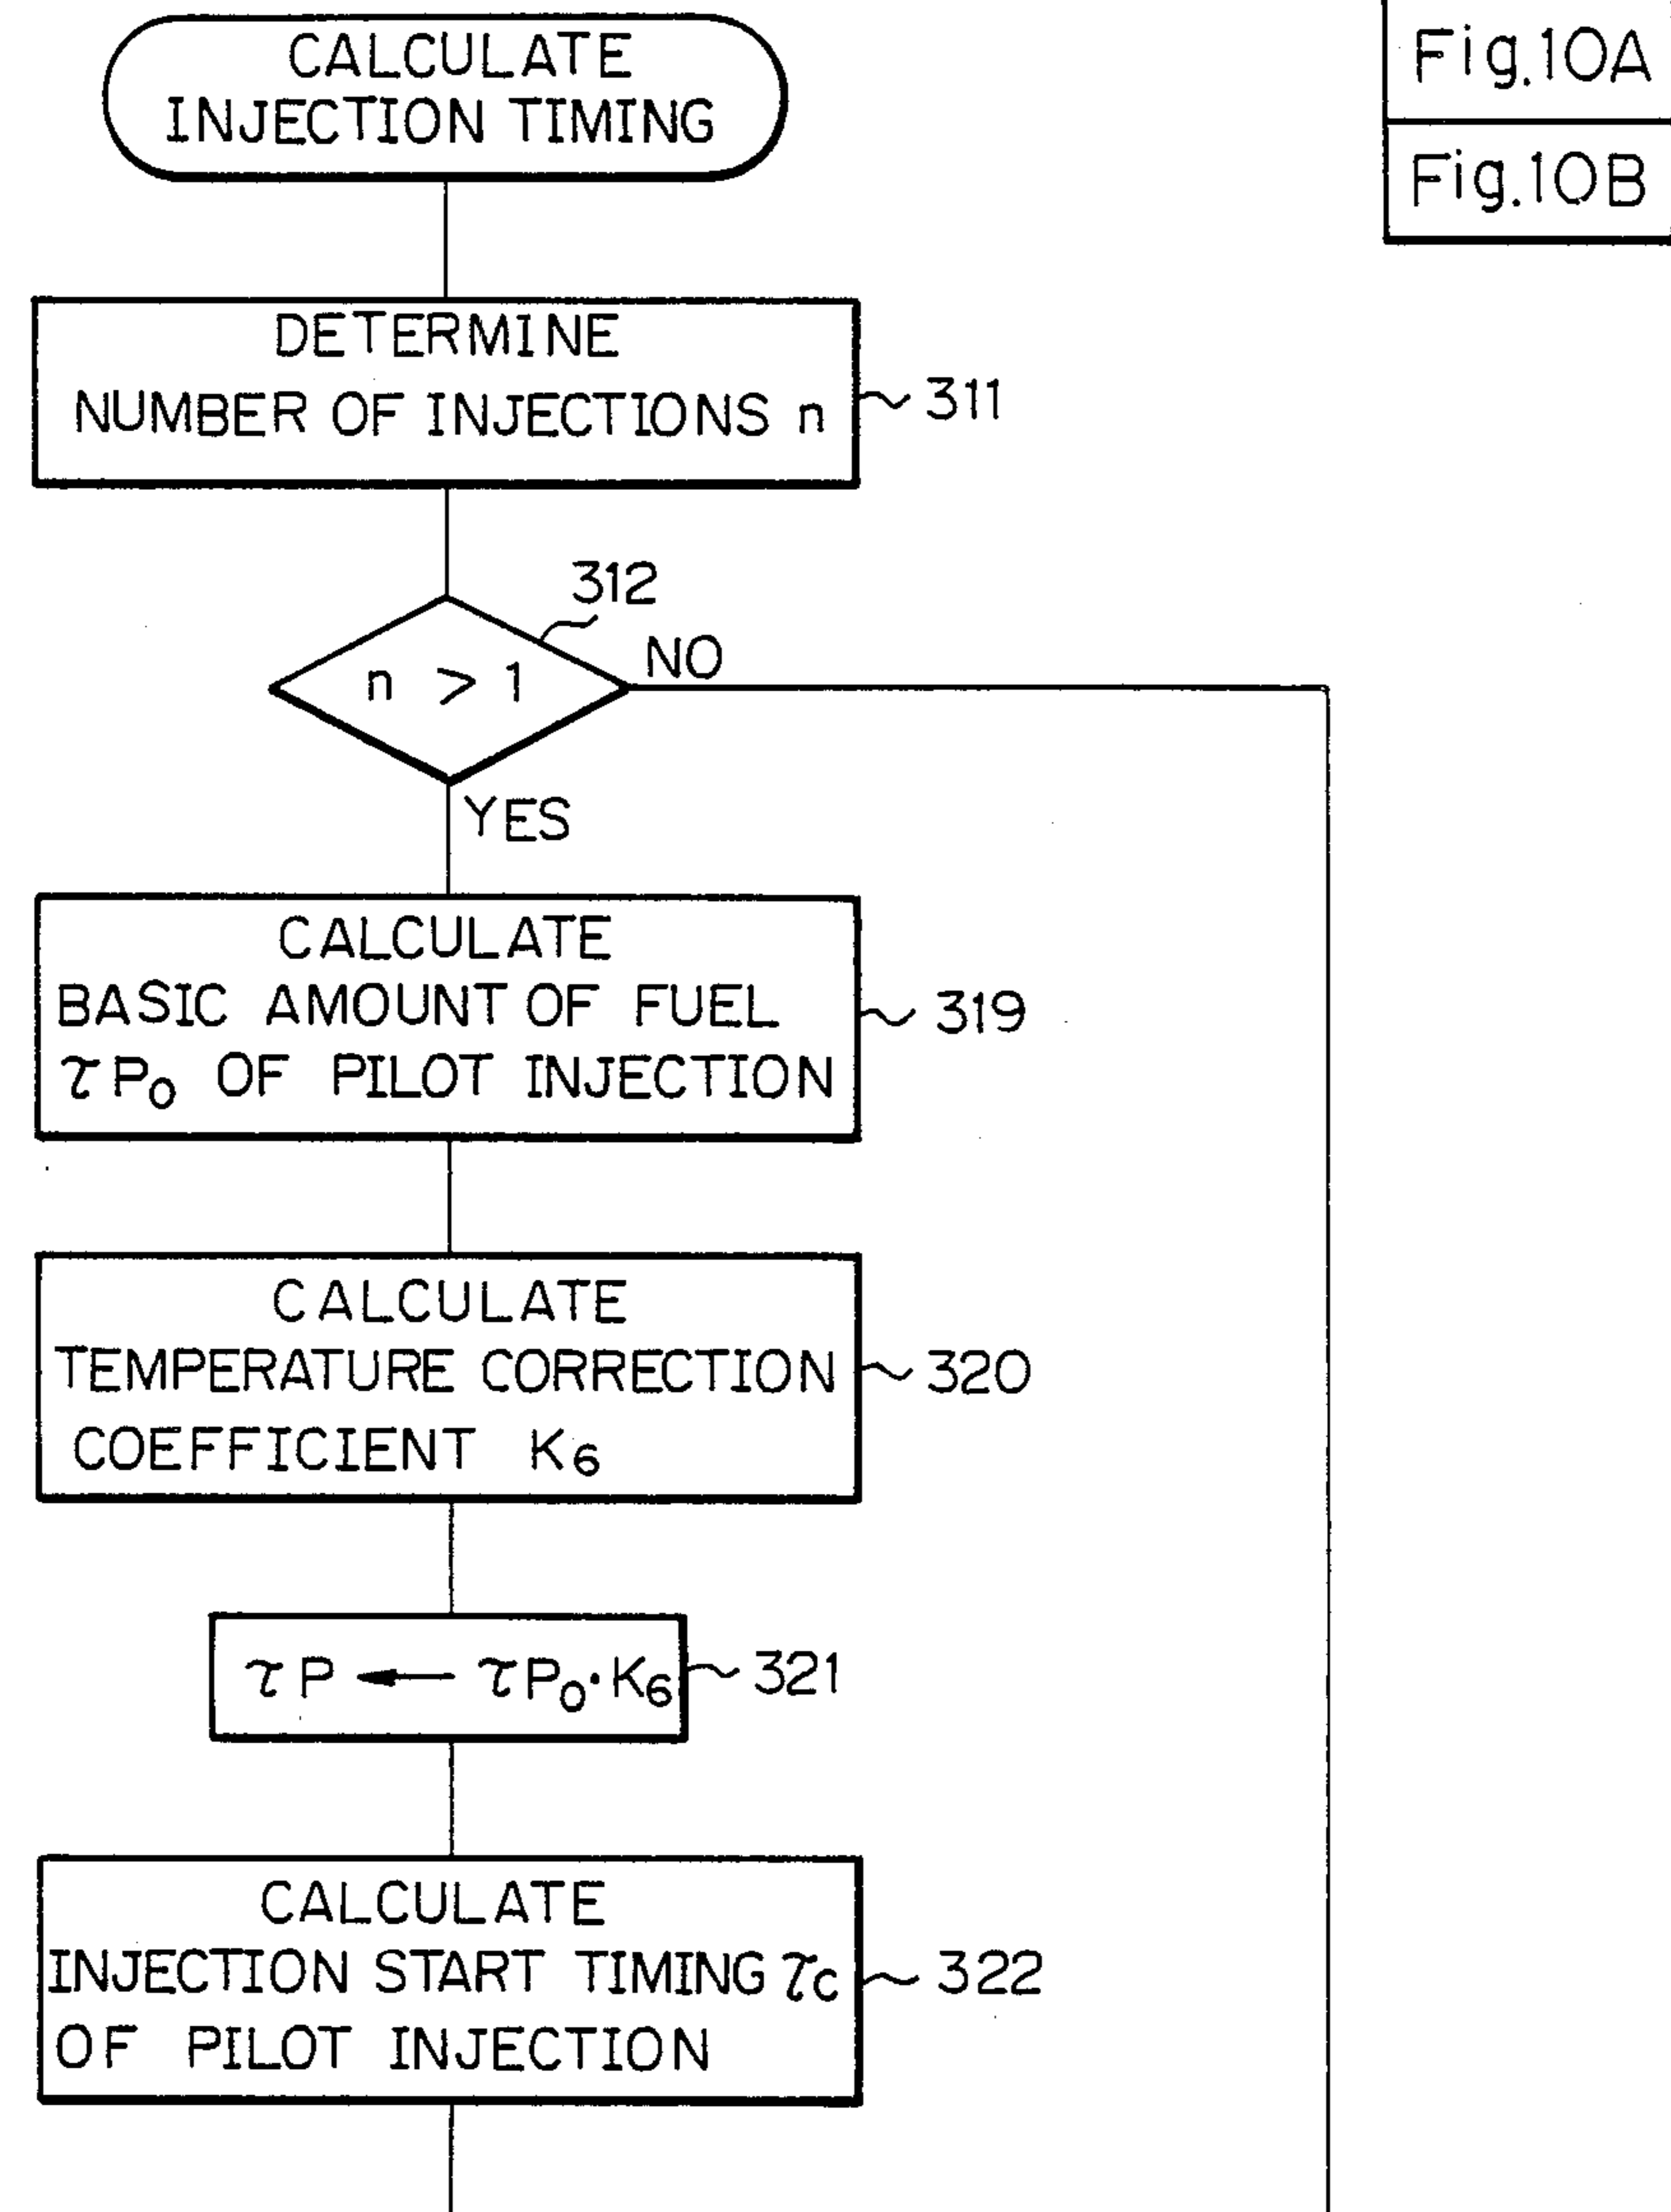 CALCULATE
INJECTION TIMING
Fig.10A
Fig.10B
DETERMINE
NUMBER OF INJECTIONS n
311
312
n > 1
NO
YES
CALCULATE
BASIC AMOUNT OF FUEL
τP₀ OF PILOT INJECTION
319
CALCULATE
TEMPERATURE CORRECTION
COEFFICIENT K₆
320
τP ← τP₀·K₆
321
CALCULATE
INJECTION START TIMING τc
OF PILOT INJECTION
322